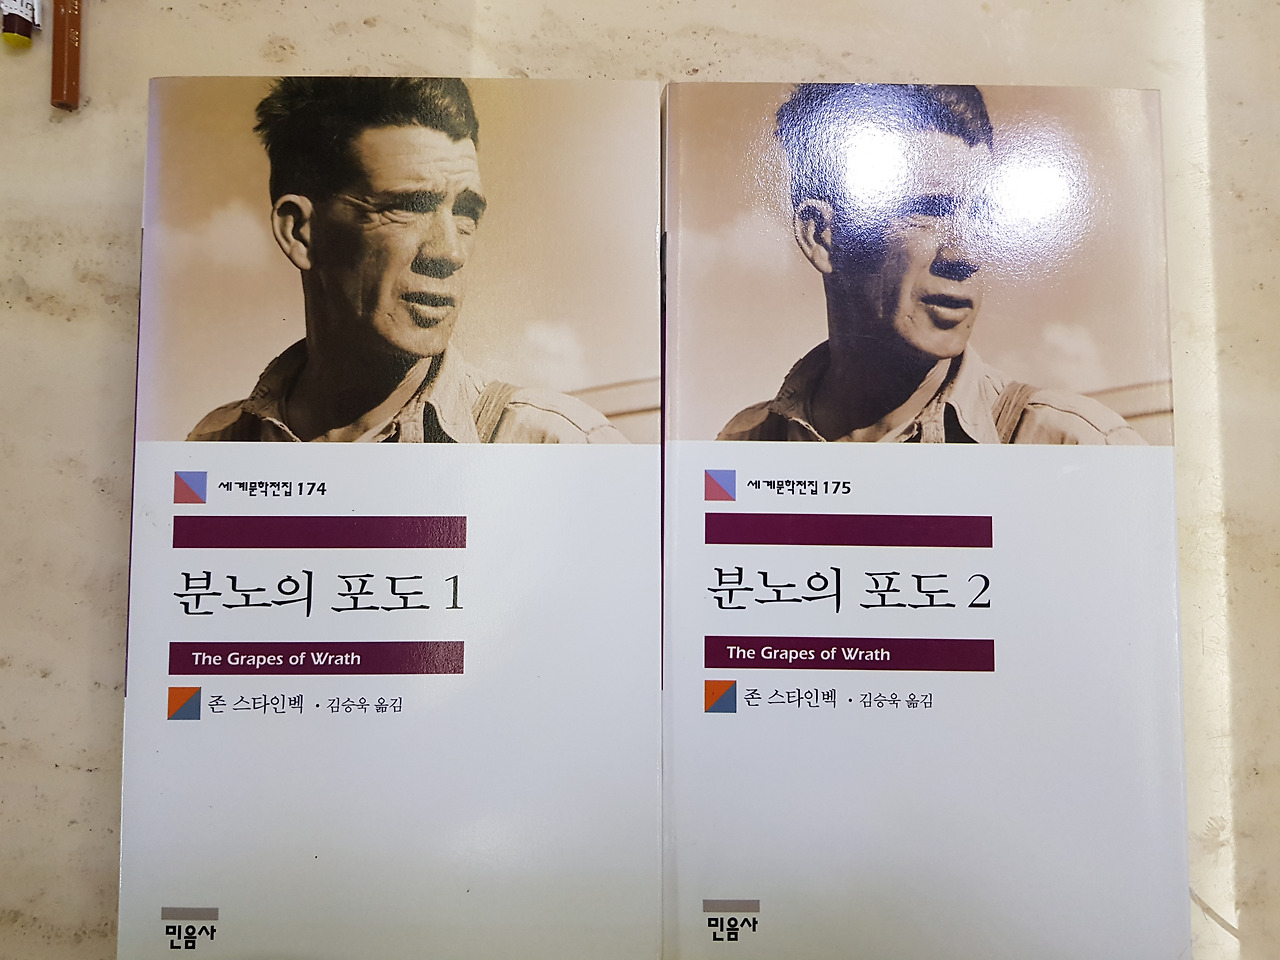 세계문학전집 174
분노의 포도 1
The Grapes of Wrath
존 스타인벡 · 김승욱 옮김
민음사
세계문학전집 175
분노의 포도 2
The Grapes of Wrath
존 스타인벡 · 김승욱 옮김
민음사